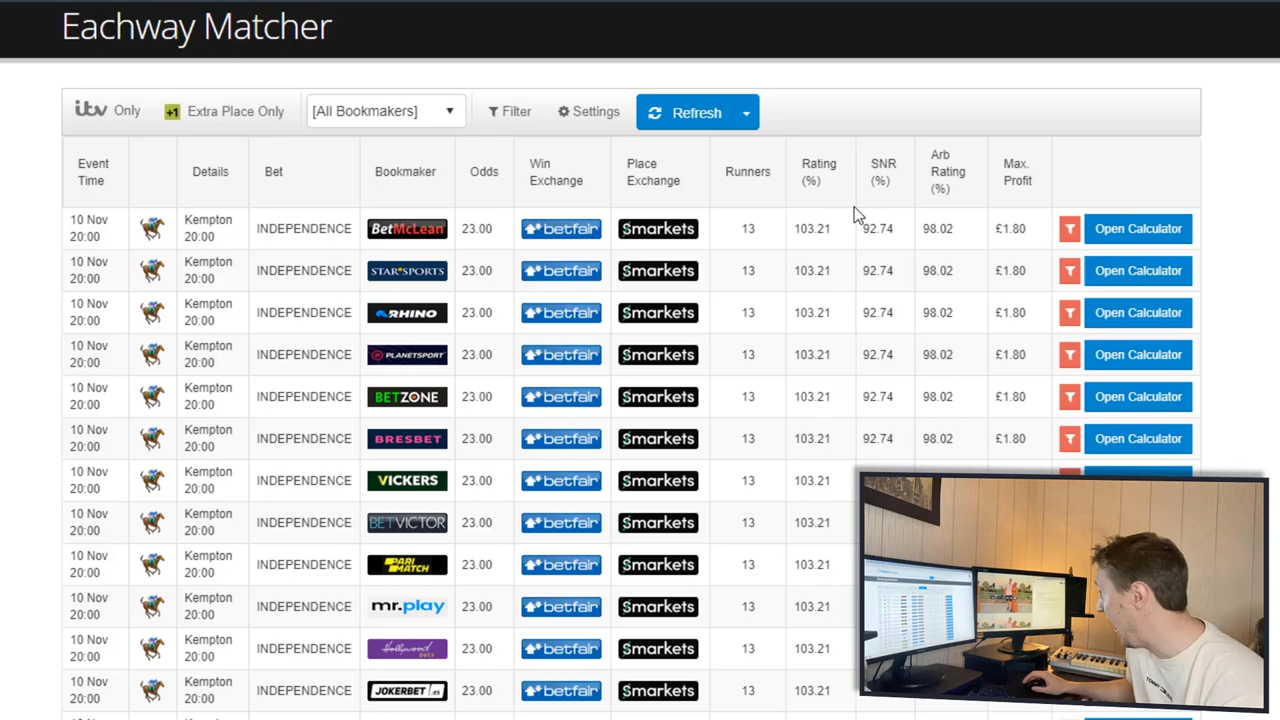 Eachway Matcher
itv Only +1 Extra Place Only [All Bookmakers] ▼ Filter Settings Refresh
Event Time Details Bet Bookmaker Odds Win Exchange Place Exchange Runners Rating (%) SNR (%) Arb Rating (%) Max. Profit
10 Nov 20:00 Kempton 20:00 INDEPENDENCE BetMcLean 23.00 betfair Smarkets 13 103.21 92.74 98.02 £1.80 Open Calculator
10 Nov 20:00 Kempton 20:00 INDEPENDENCE STAR SPORTS 23.00 betfair Smarkets 13 103.21 92.74 98.02 £1.80 Open Calculator
10 Nov 20:00 Kempton 20:00 INDEPENDENCE RHINO 23.00 betfair Smarkets 13 103.21 92.74 98.02 £1.80 Open Calculator
10 Nov 20:00 Kempton 20:00 INDEPENDENCE PLANETSPORT 23.00 betfair Smarkets 13 103.21 92.74 98.02 £1.80 Open Calculator
10 Nov 20:00 Kempton 20:00 INDEPENDENCE BETZONE 23.00 betfair Smarkets 13 103.21 92.74 98.02 £1.80 Open Calculator
10 Nov 20:00 Kempton 20:00 INDEPENDENCE BRESBET 23.00 betfair Smarkets 13 103.21 92.74 98.02 £1.80 Open Calculator
10 Nov 20:00 Kempton 20:00 INDEPENDENCE VICKERS 23.00 betfair Smarkets 13 103.21
10 Nov 20:00 Kempton 20:00 INDEPENDENCE BETVICTOR 23.00 betfair Smarkets 13 103.21
10 Nov 20:00 Kempton 20:00 INDEPENDENCE PARI MATCH 23.00 betfair Smarkets 13 103.21
10 Nov 20:00 Kempton 20:00 INDEPENDENCE mr.play 23.00 betfair Smarkets 13 103.21
10 Nov 20:00 Kempton 20:00 INDEPENDENCE Hollywood BETS 23.00 betfair Smarkets 13 103.21
10 Nov 20:00 Kempton 20:00 INDEPENDENCE JOKERBET.es 23.00 betfair Smarkets 13 103.21